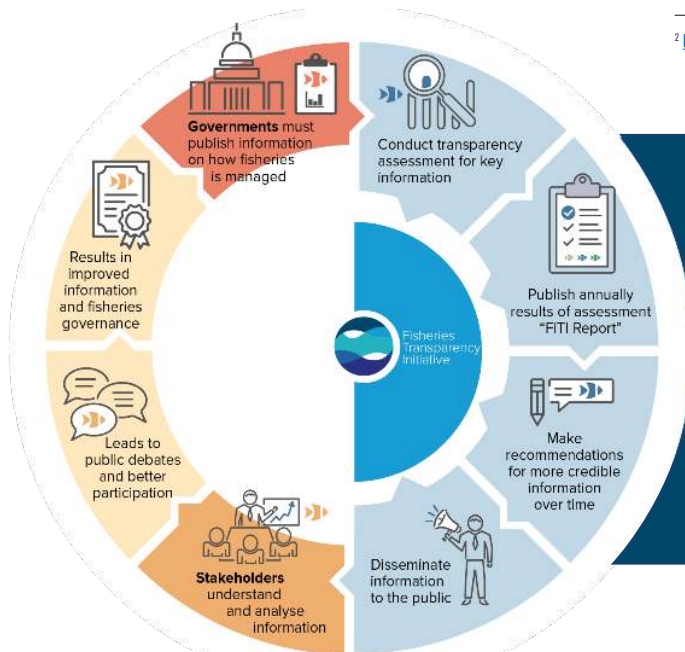 2
Governments must
publish information
on how fisheries
is managed
Conduct transparency
assessment for key
information
Publish annually
results of assessment
“FiTI Report”
Make
recommendations
for more credible
information
over time
Disseminate
information
to the public
Stakeholders
understand
and analyse
information
Leads to
public debates
and better
participation
Results in
improved
information
and fisheries
governance
Fisheries
Transparency
Initiative